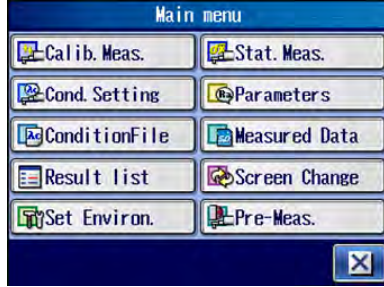 Main menu
Calib. Meas.
Stat. Meas.
Cond. Setting
Parameters
ConditionFile
Measured Data
Result list
Screen Change
Set Environ.
Pre-Meas.